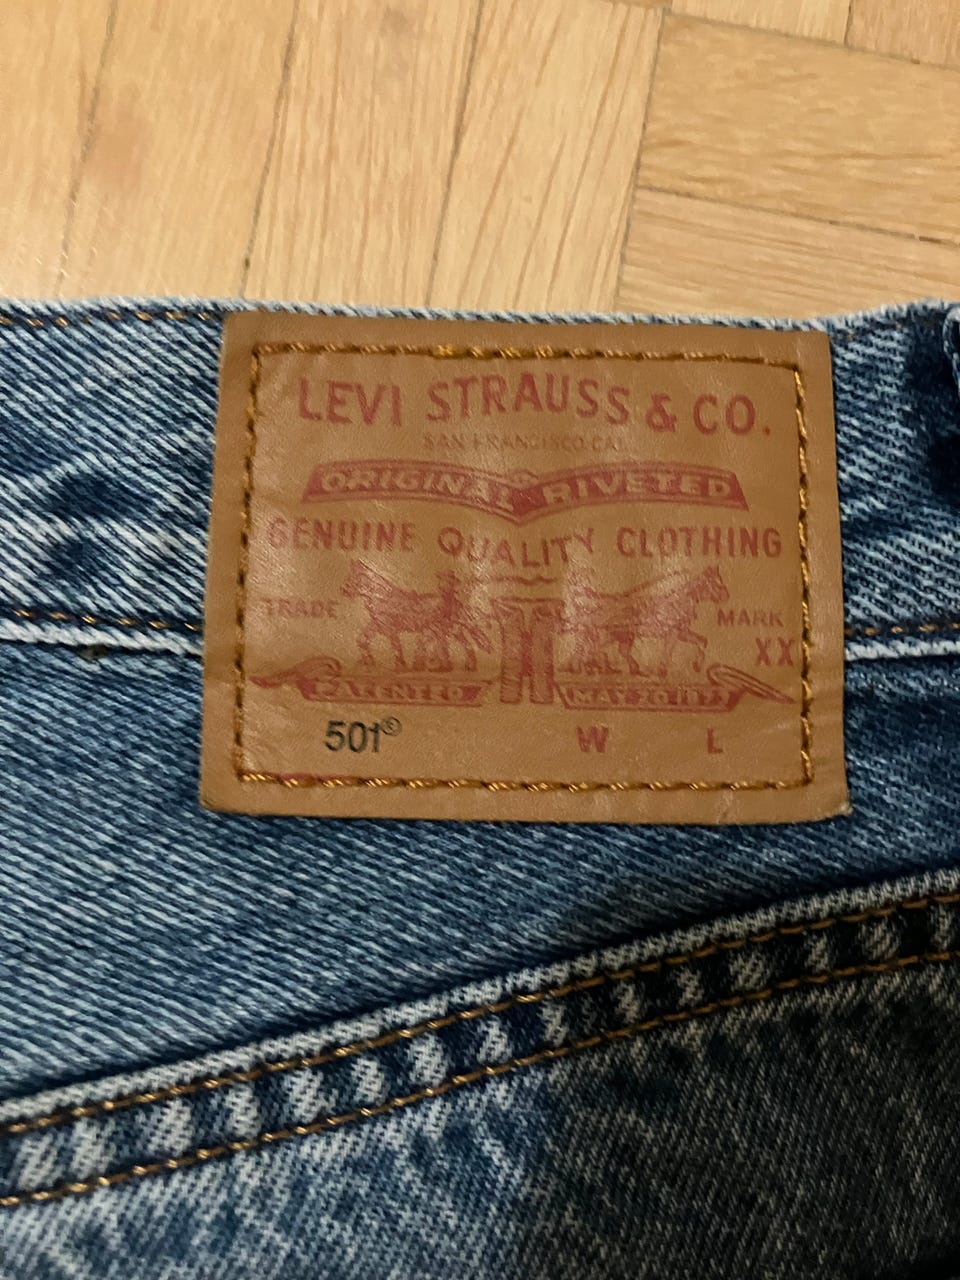 LEVI STRAUSS & CO.
SAN FRANCISCO CAL
ORIGINAL RIVETED
GENUINE QUALITY CLOTHING
TRADE MARK
XX
PATENTED MAY 20 1873
501© W L